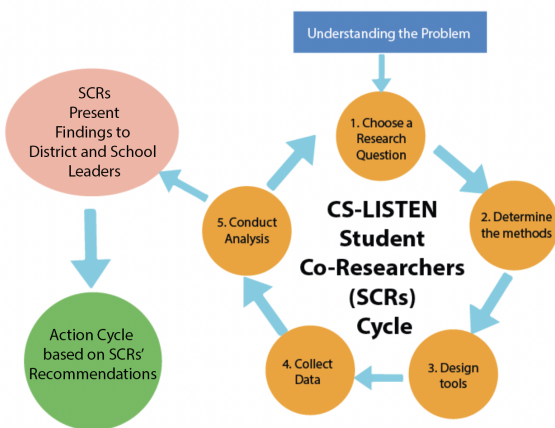 Understanding the Problem
1. Choose a
Research
Question
2. Determine
the methods
3. Design
tools
4. Collect
Data
5. Conduct
Analysis
CS-LISTEN
Student
Co-Researchers
(SCRs)
Cycle
SCRs
Present
Findings to
District and School
Leaders
Action Cycle
based on SCRs'
Recommendations